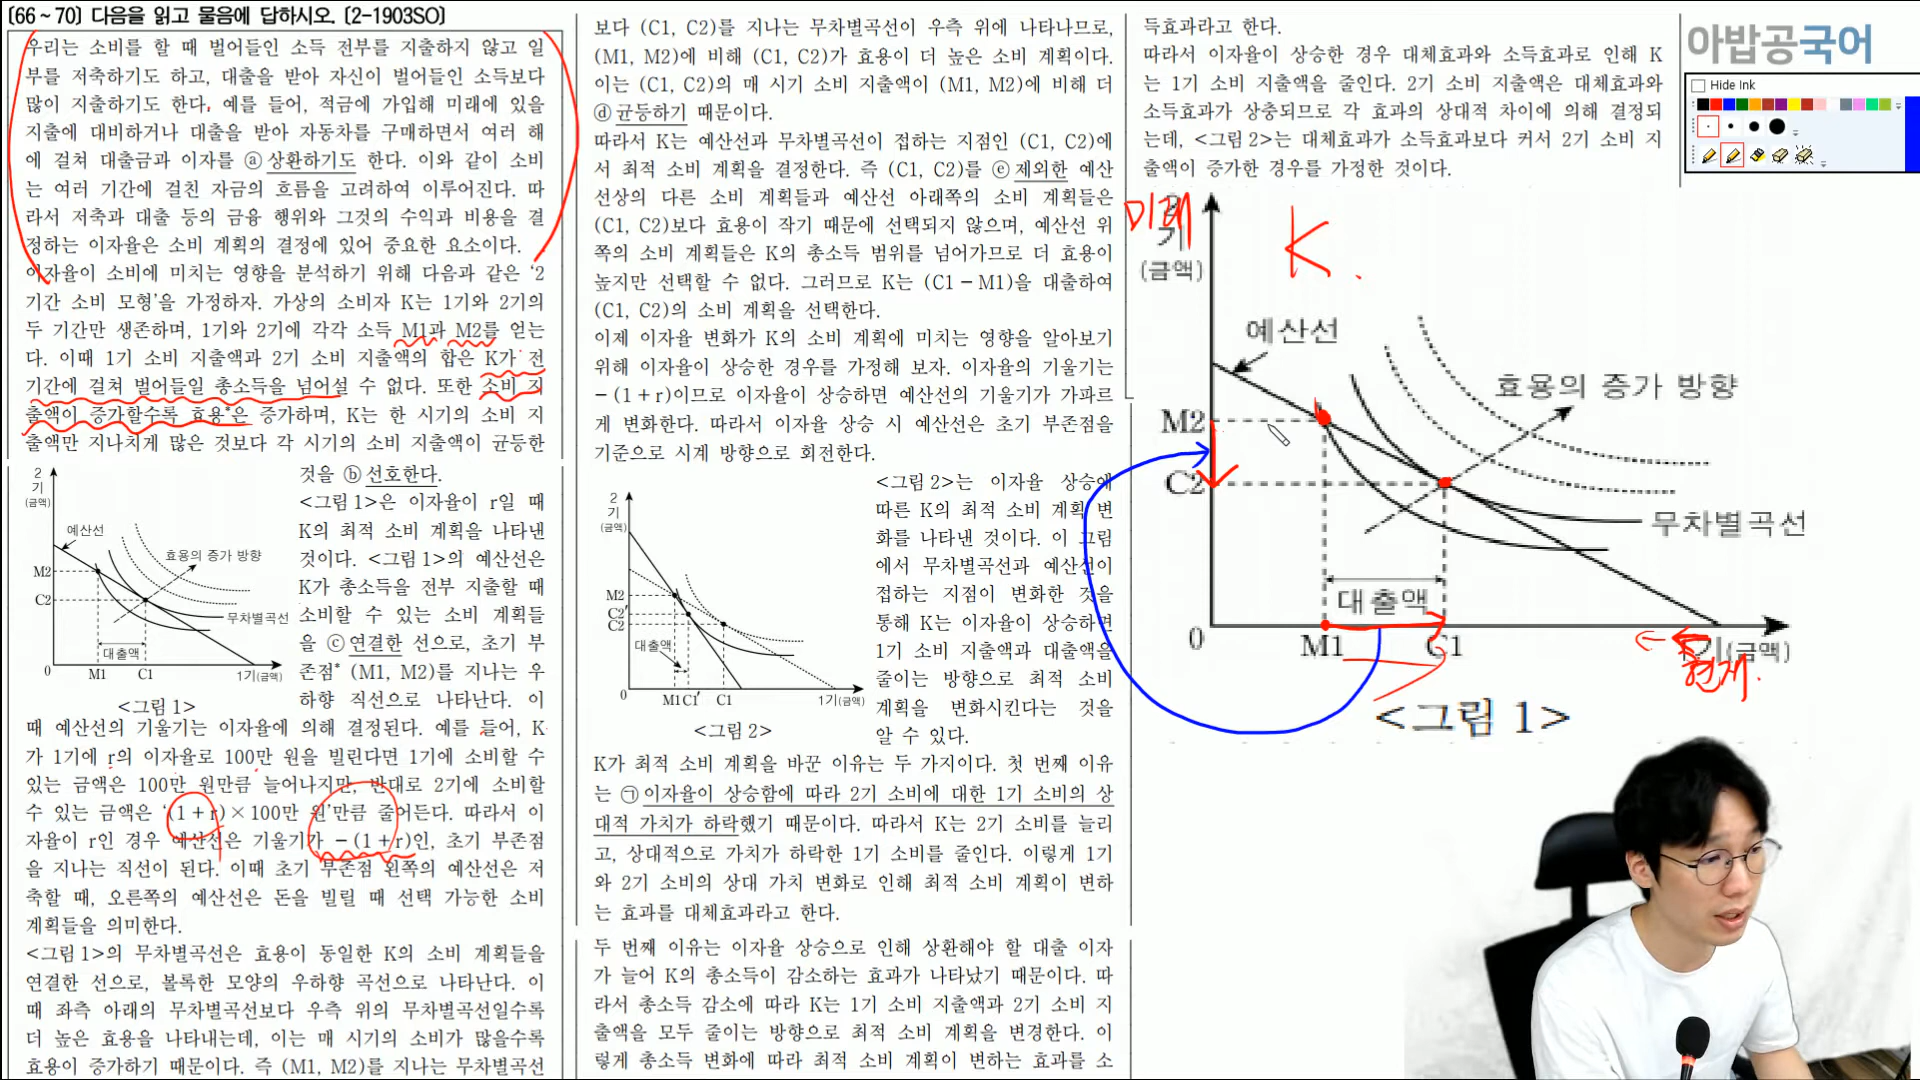 [66～70] 다음을 읽고 물음에 답하시오. [2-1903SO]
우리는 소비를 할 때 벌어들인 소득 전부를 지출하지 않고 일
부를 저축하기도 하고, 대출을 받아 자신이 벌어들인 소득보다
많이 지출하기도 한다. 예를 들어, 적금에 가입해 미래에 있을
지출에 대비하거나 대출을 받아 자동차를 구매하면서 여러 해
에 걸쳐 대출금과 이자를 ⓐ 상환하기도 한다. 이와 같이 소비
는 여러 기간에 걸친 자금의 흐름을 고려하여 이루어진다. 따
라서 저축과 대출 등의 금융 행위와 그것의 수익과 비용을 결
정하는 이자율은 소비 계획의 결정에 있어 중요한 요소이다.
이자율이 소비에 미치는 영향을 분석하기 위해 다음과 같은 ‘2
기간 소비 모형’을 가정하자. 가상의 소비자 K는 1기와 2기의
두 기간만 생존하며, 1기와 2기에 각각 소득 M1과 M2를 얻는
다. 이때 1기 소비 지출액과 2기 소비 지출액의 합은 K가 전
기간에 걸쳐 벌어들일 총소득을 넘어설 수 없다. 또한 소비 지
출액이 증가할수록 효용*은 증가하며, K는 한 시기의 소비 지
출액만 지나치게 많은 것보다 각 시기의 소비 지출액이 균등한
것을 ⓑ 선호한다.
<그림 1>은 이자율이 r일 때
K의 최적 소비 계획을 나타낸
것이다. <그림 1>의 예산선은
K가 총소득을 전부 지출할 때
소비할 수 있는 소비 계획들
을 ⓒ 연결한 선으로, 초기 부
존점* (M1, M2)를 지나는 우
하향 직선으로 나타난다. 이
2
기
(금액)
예산선
효용의 증가 방향
M2
C2
무차별곡선
대출액
0
M1
C1
1기(금액)
<그림 1>
때 예산선의 기울기는 이자율에 의해 결정된다. 예를 들어, K
가 1기에 r의 이자율로 100만 원을 빌린다면 1기에 소비할 수
있는 금액은 100만 원만큼 늘어나지만, 반대로 2기에 소비할
수 있는 금액은 ‘(1＋r)×100만 원’만큼 줄어든다. 따라서 이
자율이 r인 경우 예산선은 기울기가 －(1＋r)인, 초기 부존점
을 지나는 직선이 된다. 이때 초기 부존점 왼쪽의 예산선은 저
축할 때, 오른쪽의 예산선은 돈을 빌릴 때 선택 가능한 소비
계획들을 의미한다.
<그림 1>의 무차별곡선은 효용이 동일한 K의 소비 계획들을
연결한 선으로, 볼록한 모양의 우하향 곡선으로 나타난다. 이
때 좌측 아래의 무차별곡선보다 우측 위의 무차별곡선일수록
더 높은 효용을 나타내는데, 이는 매 시기의 소비가 많을수록
효용이 증가하기 때문이다. 즉 (M1, M2)를 지나는 무차별곡선
보다 (C1, C2)를 지나는 무차별곡선이 우측 위에 나타나므로,
(M1, M2)에 비해 (C1, C2)가 효용이 더 높은 소비 계획이다.
이는 (C1, C2)의 매 시기 소비 지출액이 (M1, M2)에 비해 더
ⓓ 균등하기 때문이다.
따라서 K는 예산선과 무차별곡선이 접하는 지점인 (C1, C2)에
서 최적 소비 계획을 결정한다. 즉 (C1, C2)를 ⓔ 제외한 예산
선상의 다른 소비 계획들과 예산선 아래쪽의 소비 계획들은
(C1, C2)보다 효용이 작기 때문에 선택되지 않으며, 예산선 위
쪽의 소비 계획들은 K의 총소득 범위를 넘어가므로 더 효용이
높지만 선택할 수 없다. 그러므로 K는 (C1－M1)을 대출하여
(C1, C2)의 소비 계획을 선택한다.
이제 이자율 변화가 K의 소비 계획에 미치는 영향을 알아보기
위해 이자율이 상승한 경우를 가정해 보자. 이자율의 기울기는
－(1＋r)이므로 이자율이 상승하면 예산선의 기울기가 가파르
게 변화한다. 따라서 이자율 상승 시 예산선은 초기 부존점을
기준으로 시계 방향으로 회전한다.
2
기
(금액)
M2
C2′
C2
대출액
0
M1 C1′ C1
1기(금액)
<그림 2>
<그림 2>는 이자율 상승에
따른 K의 최적 소비 계획 변
화를 나타낸 것이다. 이 그림
에서 무차별곡선과 예산선이
접하는 지점이 변화한 것을
통해 K는 이자율이 상승하면
1기 소비 지출액과 대출액을
줄이는 방향으로 최적 소비
계획을 변화시킨다는 것을
알 수 있다.
K가 최적 소비 계획을 바꾼 이유는 두 가지이다. 첫 번째 이유
는 ㉠ 이자율이 상승함에 따라 2기 소비에 대한 1기 소비의 상
대적 가치가 하락했기 때문이다. 따라서 K는 2기 소비를 늘리
고, 상대적으로 가치가 하락한 1기 소비를 줄인다. 이렇게 1기
와 2기 소비의 상대 가치 변화로 인해 최적 소비 계획이 변하
는 효과를 대체효과라고 한다.
두 번째 이유는 이자율 상승으로 인해 상환해야 할 대출 이자
가 늘어 K의 총소득이 감소하는 효과가 나타났기 때문이다. 따
라서 총소득 감소에 따라 K는 1기 소비 지출액과 2기 소비 지
출액을 모두 줄이는 방향으로 최적 소비 계획을 변경한다. 이
렇게 총소득 변화에 따라 최적 소비 계획이 변하는 효과를 소
득효과라고 한다.
따라서 이자율이 상승한 경우 대체효과와 소득효과로 인해 K
는 1기 소비 지출액을 줄인다. 2기 소비 지출액은 대체효과와
소득효과가 상충되므로 각 효과의 상대적 차이에 의해 결정되
는데, <그림 2>는 대체효과가 소득효과보다 커서 2기 소비 지
출액이 증가한 경우를 가정한 것이다.
미래
기
(금액)
K
예산선
효용의 증가 방향
M2
C2
무차별곡선
대출액
0
M1
C1
기(금액)
현재
<그림 1>
아밥공국어
Hide Ink